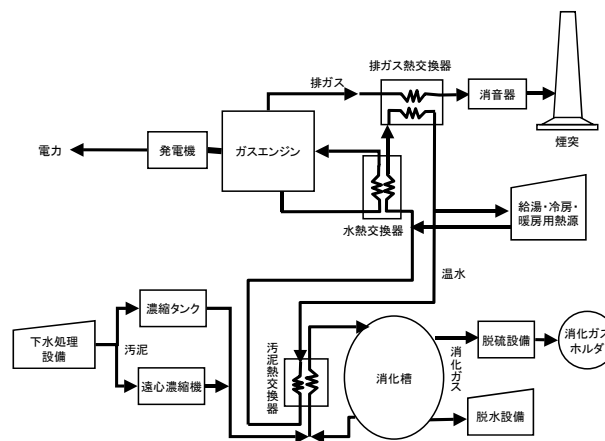 排ガス熱交換器
排ガス
消音器
煙突
電力
発電機
ガスエンジン
水熱交換器
給湯・冷房・
暖房用熱源
温水
下水処理
設備
汚泥
濃縮タンク
遠心濃縮機
汚泥熱交換器
消化槽
消化ガス
脱硫設備
消化ガス
ホルダ
脱水設備